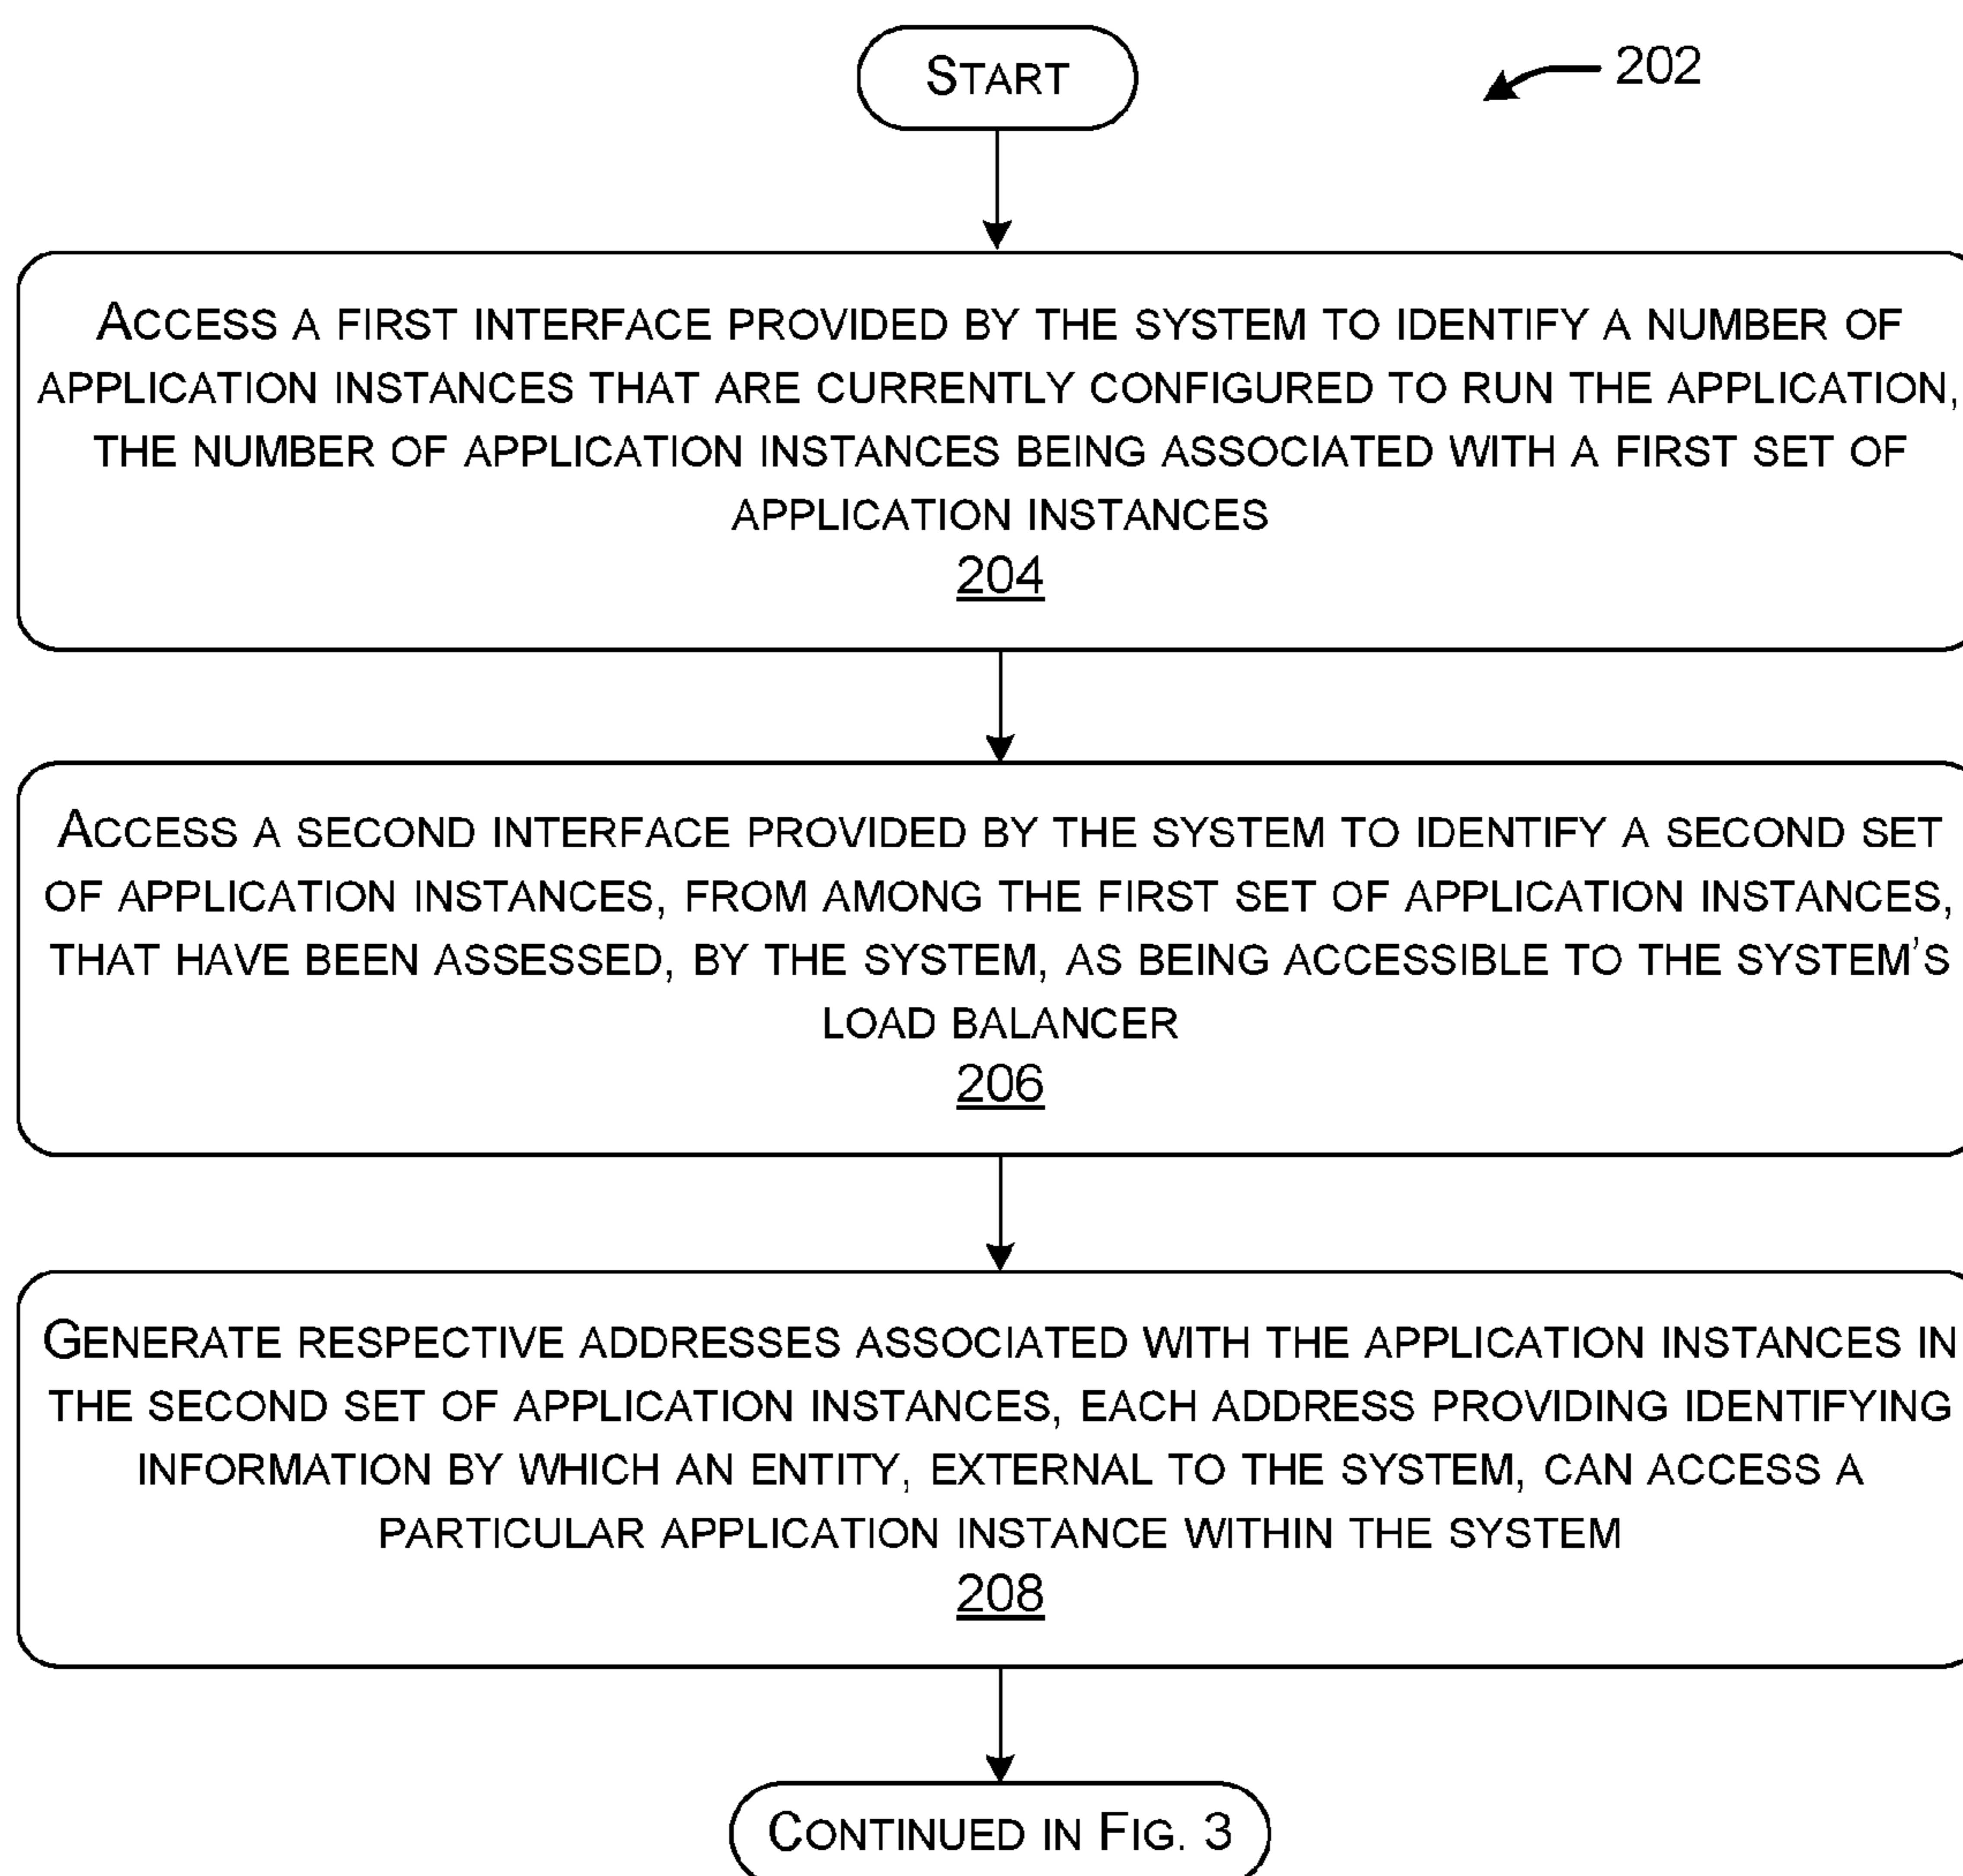 START
202
ACCESS A FIRST INTERFACE PROVIDED BY THE SYSTEM TO IDENTIFY A NUMBER OF
APPLICATION INSTANCES THAT ARE CURRENTLY CONFIGURED TO RUN THE APPLICATION,
THE NUMBER OF APPLICATION INSTANCES BEING ASSOCIATED WITH A FIRST SET OF
APPLICATION INSTANCES
204
ACCESS A SECOND INTERFACE PROVIDED BY THE SYSTEM TO IDENTIFY A SECOND SET
OF APPLICATION INSTANCES, FROM AMONG THE FIRST SET OF APPLICATION INSTANCES,
THAT HAVE BEEN ASSESSED, BY THE SYSTEM, AS BEING ACCESSIBLE TO THE SYSTEM'S
LOAD BALANCER
206
GENERATE RESPECTIVE ADDRESSES ASSOCIATED WITH THE APPLICATION INSTANCES IN
THE SECOND SET OF APPLICATION INSTANCES, EACH ADDRESS PROVIDING IDENTIFYING
INFORMATION BY WHICH AN ENTITY, EXTERNAL TO THE SYSTEM, CAN ACCESS A
PARTICULAR APPLICATION INSTANCE WITHIN THE SYSTEM
208
CONTINUED IN FIG. 3